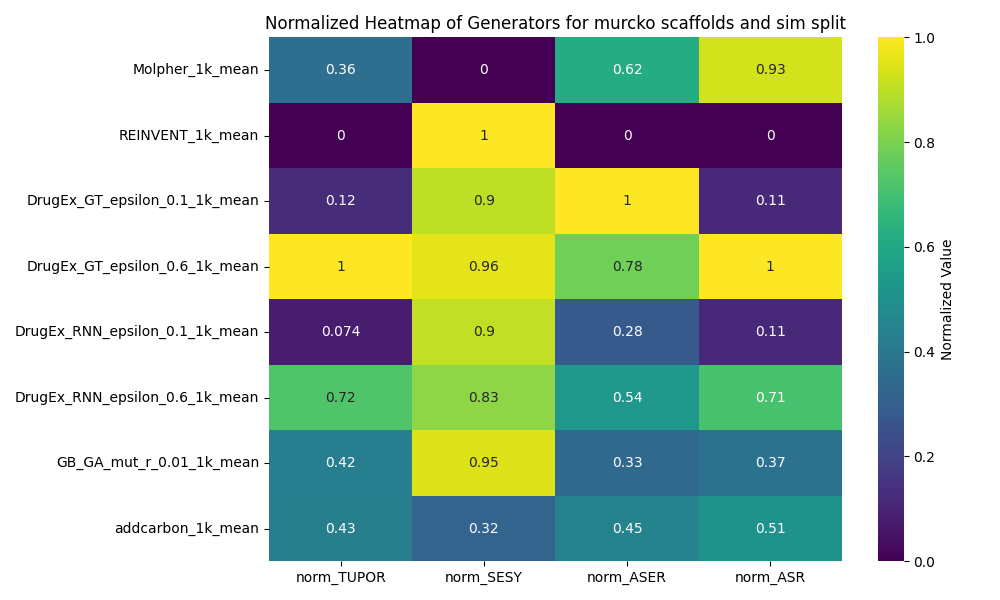 Normalized Heatmap of Generators for murcko scaffolds and sim split
Molpher_1k_mean 0.36 0 0.62 0.93
REINVENT_1k_mean 0 1 0 0
DrugEx_GT_epsilon_0.1_1k_mean 0.12 0.9 1 0.11
DrugEx_GT_epsilon_0.6_1k_mean 1 0.96 0.78 1
DrugEx_RNN_epsilon_0.1_1k_mean 0.074 0.9 0.28 0.11
DrugEx_RNN_epsilon_0.6_1k_mean 0.72 0.83 0.54 0.71
GB_GA_mut_r_0.01_1k_mean 0.42 0.95 0.33 0.37
addcarbon_1k_mean 0.43 0.32 0.45 0.51
norm_TUPOR norm_SESY norm_ASER norm_ASR
1.0
0.8
0.6
0.4
0.2
0.0
Normalized Value